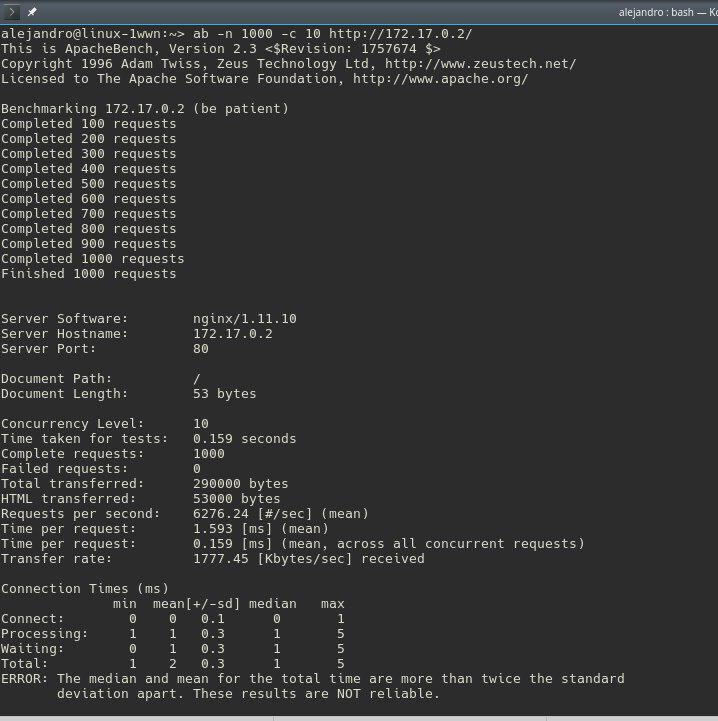 alejandro : bash — Ko
alejandro@linux-1wwn:~> ab -n 1000 -c 10 http://172.17.0.2/
This is ApacheBench, Version 2.3 <$Revision: 1757674 $>
Copyright 1996 Adam Twiss, Zeus Technology Ltd, http://www.zeustech.net/
Licensed to The Apache Software Foundation, http://www.apache.org/

Benchmarking 172.17.0.2 (be patient)
Completed 100 requests
Completed 200 requests
Completed 300 requests
Completed 400 requests
Completed 500 requests
Completed 600 requests
Completed 700 requests
Completed 800 requests
Completed 900 requests
Completed 1000 requests
Finished 1000 requests


Server Software:        nginx/1.11.10
Server Hostname:        172.17.0.2
Server Port:            80

Document Path:          /
Document Length:        53 bytes

Concurrency Level:      10
Time taken for tests:   0.159 seconds
Complete requests:      1000
Failed requests:        0
Total transferred:      290000 bytes
HTML transferred:       53000 bytes
Requests per second:    6276.24 [#/sec] (mean)
Time per request:       1.593 [ms] (mean)
Time per request:       0.159 [ms] (mean, across all concurrent requests)
Transfer rate:          1777.45 [Kbytes/sec] received

Connection Times (ms)
              min  mean[+/-sd] median   max
Connect:        0    0   0.1      0       1
Processing:     1    1   0.3      1       5
Waiting:        0    1   0.3      1       5
Total:          1    2   0.3      1       5
ERROR: The median and mean for the total time are more than twice the standard
       deviation apart. These results are NOT reliable.